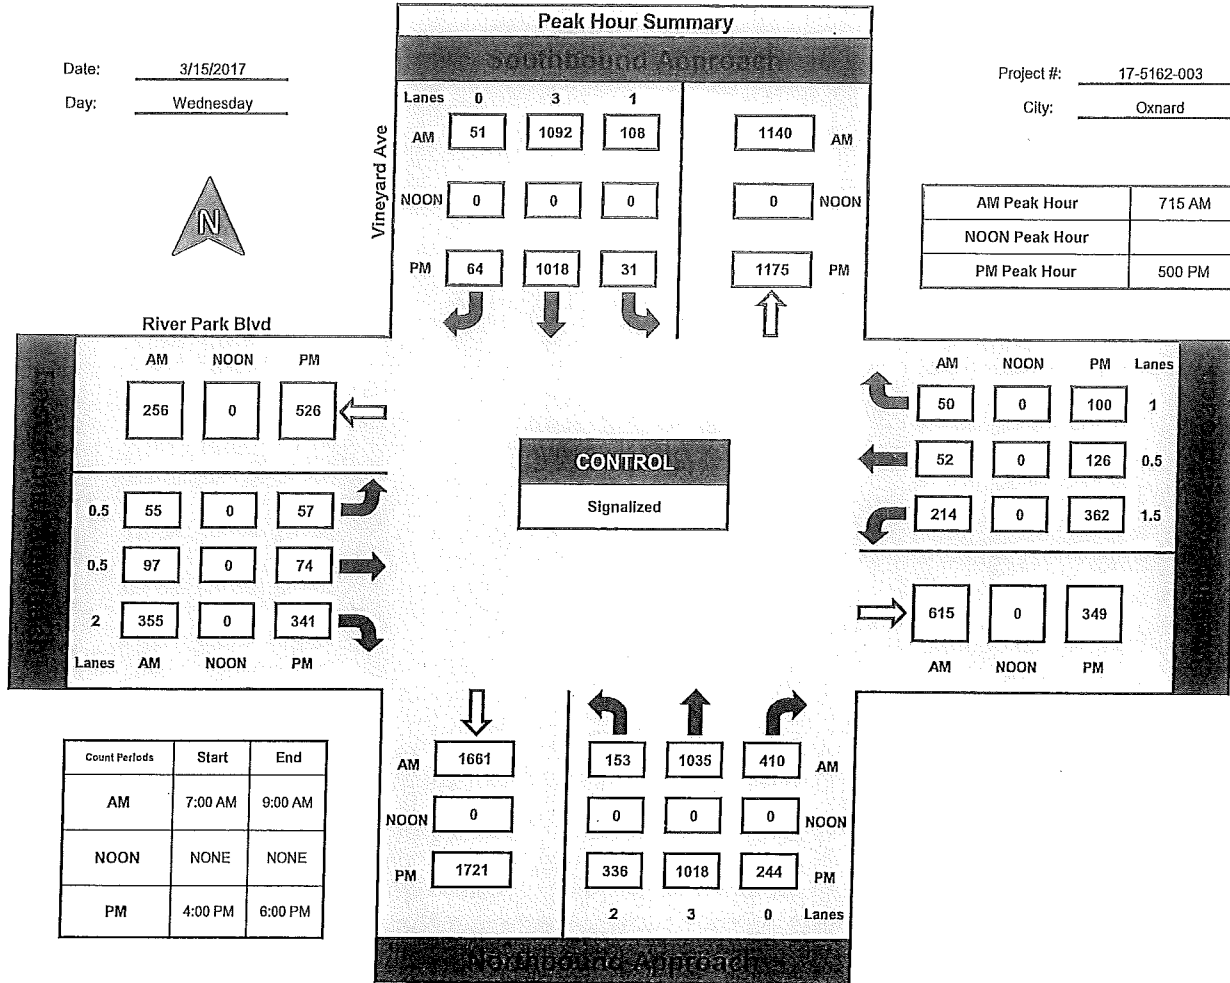 Peak Hour Summary
Southbound Approach
Date: 3/15/2017
Day: Wednesday
Project #: 17-5162-003
City: Oxnard
N
Vineyard Ave
Lanes 0 3 1
AM 51 1092 108 1140 AM
NOON 0 0 0 0 NOON
PM 64 1018 31 1175 PM
AM Peak Hour 715 AM
NOON Peak Hour
PM Peak Hour 500 PM
River Park Blvd
AM NOON PM
256 0 526
0.5 55 0 57
0.5 97 0 74
2 355 0 341
Lanes AM NOON PM
CONTROL
Signalized
AM NOON PM Lanes
50 0 100 1
52 0 126 0.5
214 0 362 1.5
615 0 349
AM NOON PM
Count Periods Start End
AM 7:00 AM 9:00 AM
NOON NONE NONE
PM 4:00 PM 6:00 PM
AM 1661 153 1035 410 AM
NOON 0 0 0 0 NOON
PM 1721 336 1018 244 PM
2 3 0 Lanes
Northbound Approach